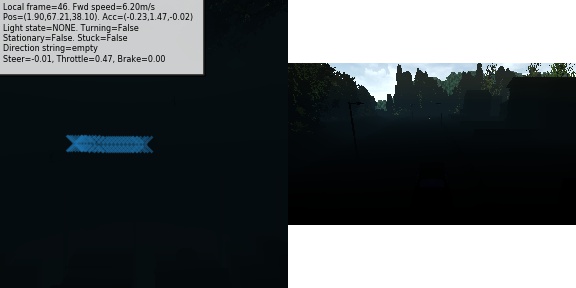 Local frame=46. Fwd speed=6.20m/s
Pos=(1.90,67.21,38.10). Acc=(-0.23,1.47,-0.02)
Light state=NONE. Turning=False
Stationary=False. Stuck=False
Direction string=empty
Steer=-0.01, Throttle=0.47, Brake=0.00